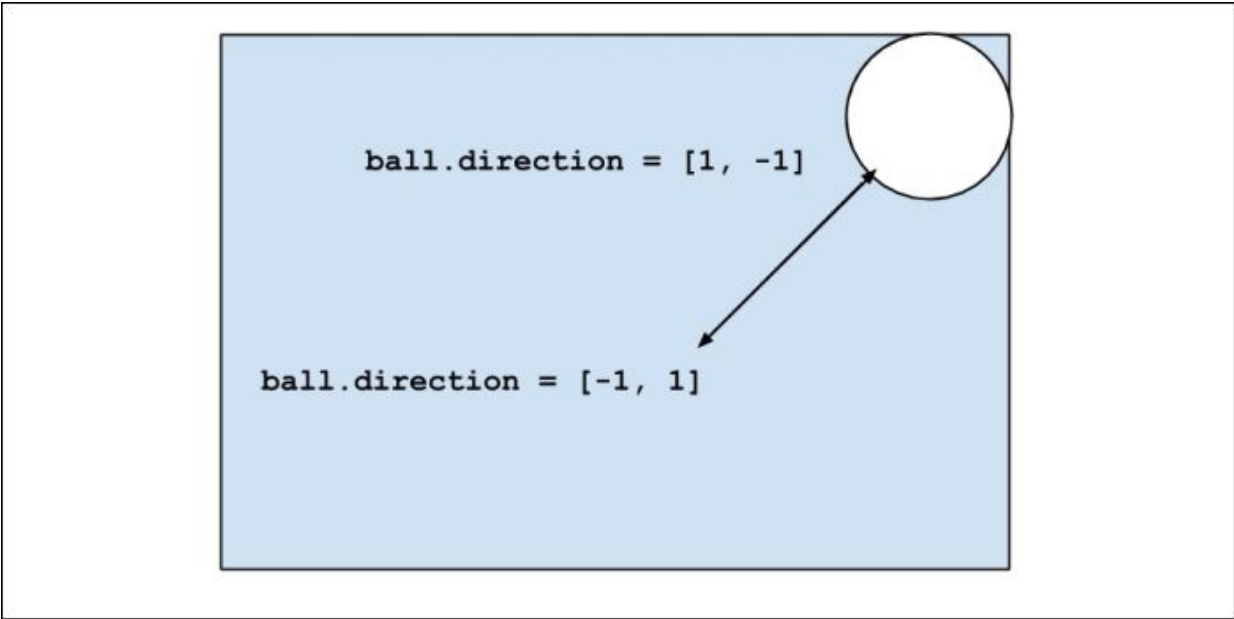 ball.direction = [1, -1]
ball.direction = [-1, 1]